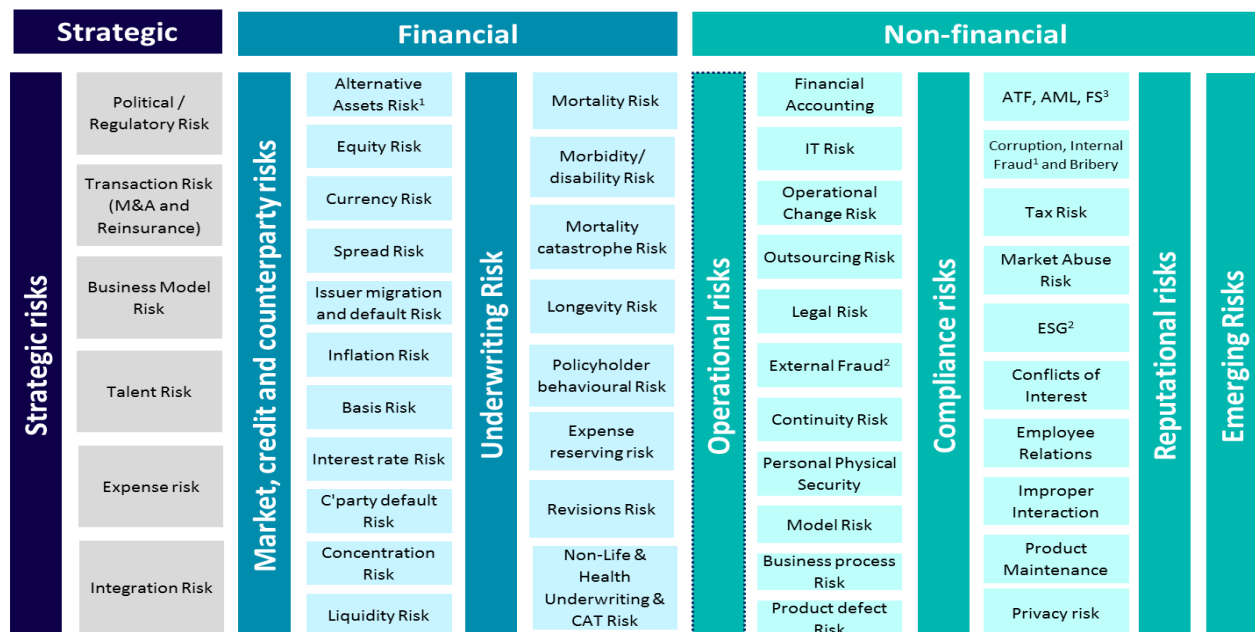 Strategic
Financial
Non-financial
Strategic risks
Political /
Regulatory Risk
Transaction Risk
(M&A and
Reinsurance)
Business Model
Risk
Talent Risk
Expense risk
Integration Risk
Market, credit and counterparty risks
Alternative
Assets Risk¹
Equity Risk
Currency Risk
Spread Risk
Issuer migration
and default Risk
Inflation Risk
Basis Risk
Interest rate Risk
C'party default
Risk
Concentration
Risk
Liquidity Risk
Underwriting Risk
Mortality Risk
Morbidity/
disability Risk
Mortality
catastrophe Risk
Longevity Risk
Policyholder
behavioural Risk
Expense
reserving risk
Revisions Risk
Non-Life &
Health
Underwriting &
CAT Risk
Operational risks
Financial
Accounting
IT Risk
Operational
Change Risk
Outsourcing Risk
Legal Risk
External Fraud²
Continuity Risk
Personal Physical
Security
Model Risk
Business process
Risk
Product defect
Risk
Compliance risks
ATF, AML, FS³
Corruption, Internal
Fraud¹ and Bribery
Tax Risk
Market Abuse
Risk
ESG²
Conflicts of
Interest
Employee
Relations
Improper
Interaction
Product
Maintenance
Privacy risk
Reputational risks
Emerging Risks